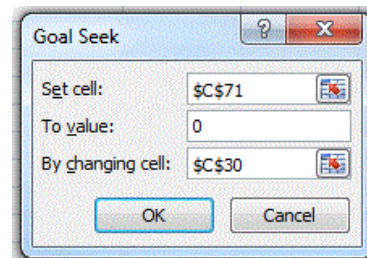 Goal Seek ? X
Set cell: $C$71
To value: 0
By changing cell: $C$30
OK Cancel